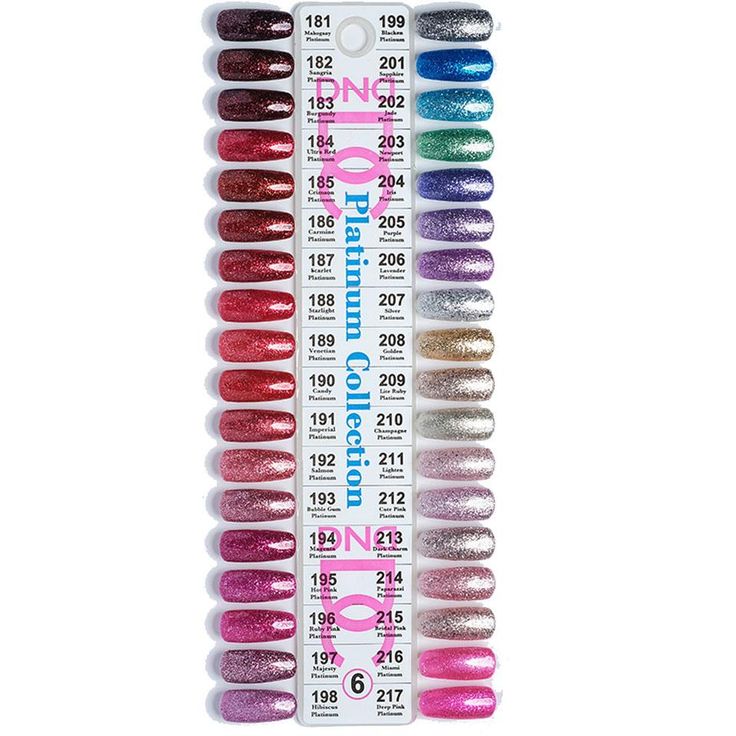 181
Mahogany
Platinum
199
Blacken
Platinum
182
Sangria
Platinum
201
Sapphire
Platinum
DND
183
Burgundy
Platinum
202
Jade
Platinum
184
Ultra Red
Platinum
203
Newport
Platinum
DC
185
Crimson
Platinum
204
Iris
Platinum
186
Carmine
Platinum
205
Purple
Platinum
187
Scarlet
Platinum
206
Lavender
Platinum
188
Starlight
Platinum
207
Silver
Platinum
Platinum Collection
189
Venetian
Platinum
208
Golden
Platinum
190
Candy
Platinum
209
Lite Ruby
Platinum
191
Imperial
Platinum
210
Champagne
Platinum
192
Salmon
Platinum
211
Lighten
Platinum
193
Bubble Gum
Platinum
212
Cute Pink
Platinum
DND
194
Magenta
Platinum
213
Dark Charm
Platinum
195
Hot Pink
Platinum
214
Paparazzi
Platinum
DC
196
Ruby Pink
Platinum
215
Bridal Pink
Platinum
197
Majesty
Platinum
216
Miami
Platinum
6
198
Hibiscus
Platinum
217
Deep Pink
Platinum